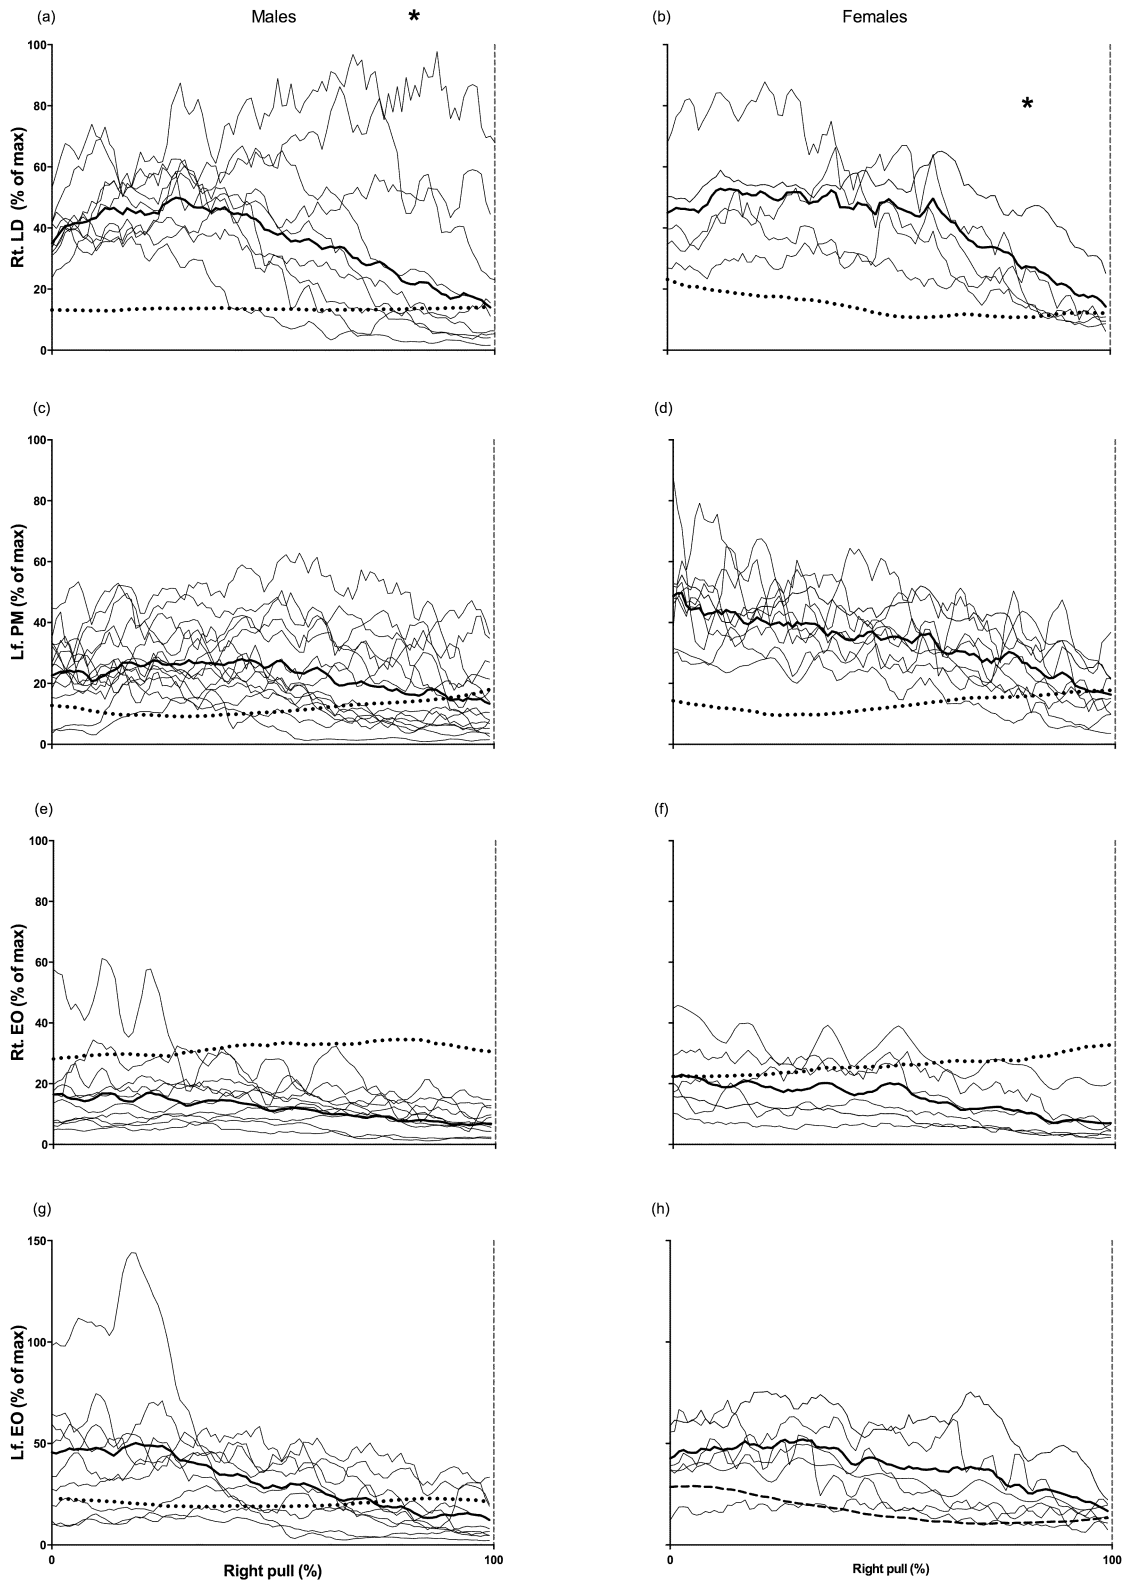 (a) Males *
(b) Females
*
Rt. LD (% of max)
100
80
60
40
20
0
(c)
(d)
Lf. PM (% of max)
100
80
60
40
20
0
(e)
(f)
Rt. EO (% of max)
100
80
60
40
20
0
(g)
(h)
Lf. EO (% of max)
150
100
50
0
0 100
Right pull (%)
0 100
Right pull (%)